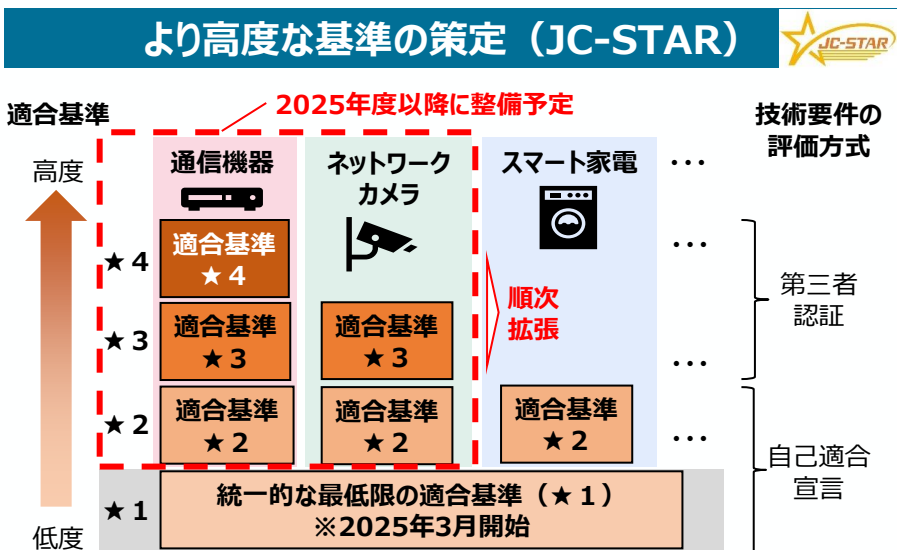 より高度な基準の策定（JC-STAR）
JC-STAR
適合基準
2025年度以降に整備予定
技術要件の
評価方式
高度
通信機器
ネットワーク
カメラ
スマート家電
…
★4
適合基準
★4
…
第三者
認証
順次
拡張
★3
適合基準
★3
適合基準
★3
…
★2
適合基準
★2
適合基準
★2
適合基準
★2
…
自己適合
宣言
★1
統一的な最低限の適合基準（★1）
※2025年3月開始
低度